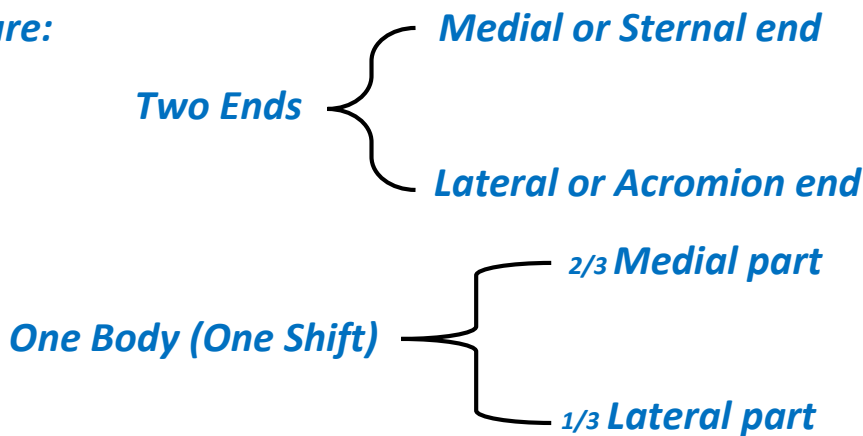 are:
Medial or Sternal end
Two Ends
Lateral or Acromion end
2/3 Medial part
One Body (One Shift)
1/3 Lateral part